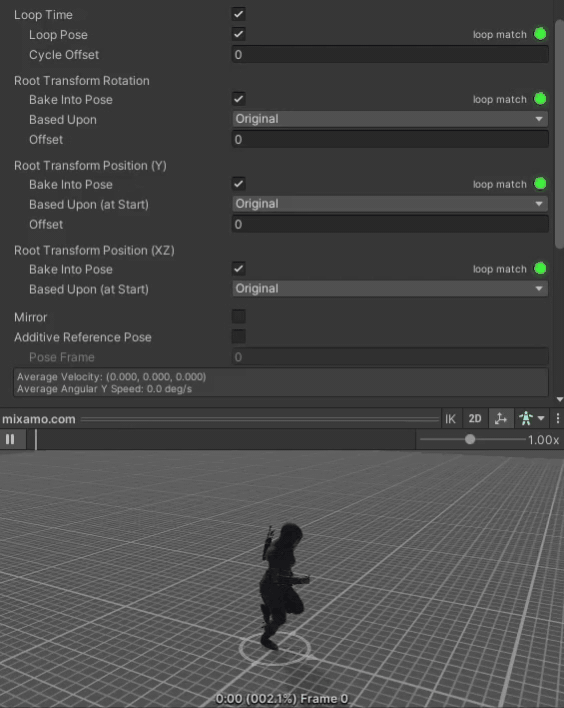 Loop Time
Loop Pose loop match
Cycle Offset 0
Root Transform Rotation
Bake Into Pose loop match
Based Upon Original
Offset 0
Root Transform Position (Y)
Bake Into Pose loop match
Based Upon (at Start) Original
Offset 0
Root Transform Position (XZ)
Bake Into Pose loop match
Based Upon (at Start) Original
Mirror
Additive Reference Pose
Pose Frame 0
Average Velocity: (0.000, 0.000, 0.000)
Average Angular Y Speed: 0.0 deg/s
mixamo.com IK 2D
1.00x
0:00 (002.1%) Frame 0